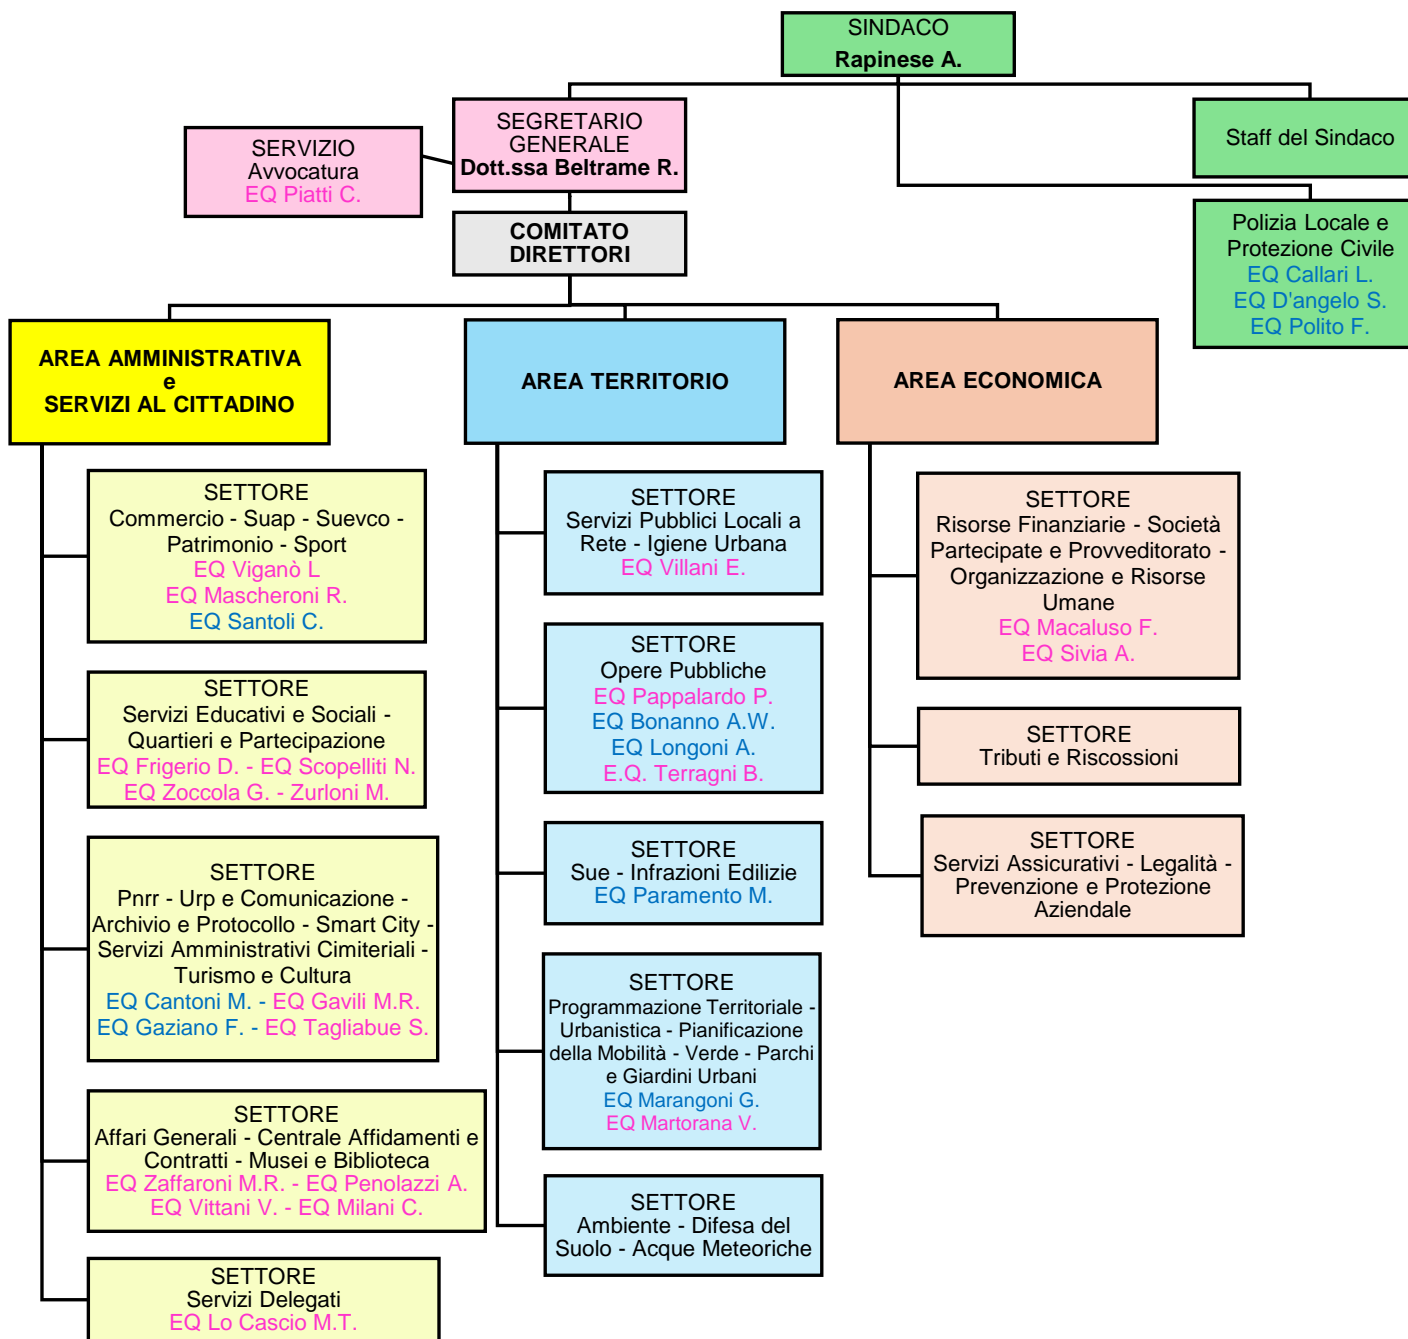 SINDACO
Rapinese A.
SEGRETARIO
GENERALE
Dott.ssa Beltrame R.
Staff del Sindaco
SERVIZIO
Avvocatura
EQ Piatti C.
COMITATO
DIRETTORI
Polizia Locale e
Protezione Civile
EQ Callari L.
EQ D'angelo S.
EQ Polito F.
AREA AMMINISTRATIVA
e
SERVIZI AL CITTADINO
AREA TERRITORIO
AREA ECONOMICA
SETTORE
Commercio - Suap - Suevco -
Patrimonio - Sport
EQ Viganò L
EQ Mascheroni R.
EQ Santoli C.
SETTORE
Servizi Educativi e Sociali -
Quartieri e Partecipazione
EQ Frigerio D. - EQ Scopelliti N.
EQ Zoccola G. - Zurloni M.
SETTORE
Pnrr - Urp e Comunicazione -
Archivio e Protocollo - Smart City -
Servizi Amministrativi Cimiteriali -
Turismo e Cultura
EQ Cantoni M. - EQ Gavili M.R.
EQ Gaziano F. - EQ Tagliabue S.
SETTORE
Affari Generali - Centrale Affidamenti e
Contratti - Musei e Biblioteca
EQ Zaffaroni M.R. - EQ Penolazzi A.
EQ Vittani V. - EQ Milani C.
SETTORE
Servizi Delegati
EQ Lo Cascio M.T.
SETTORE
Servizi Pubblici Locali a
Rete - Igiene Urbana
EQ Villani E.
SETTORE
Opere Pubbliche
EQ Pappalardo P.
EQ Bonanno A.W.
EQ Longoni A.
E.Q. Terragni B.
SETTORE
Sue - Infrazioni Edilizie
EQ Paramento M.
SETTORE
Programmazione Territoriale -
Urbanistica - Pianificazione
della Mobilità - Verde - Parchi
e Giardini Urbani
EQ Marangoni G.
EQ Martorana V.
SETTORE
Ambiente - Difesa del
Suolo - Acque Meteoriche
SETTORE
Risorse Finanziarie - Società
Partecipate e Provveditorato -
Organizzazione e Risorse
Umane
EQ Macaluso F.
EQ Sivia A.
SETTORE
Tributi e Riscossioni
SETTORE
Servizi Assicurativi - Legalità -
Prevenzione e Protezione
Aziendale